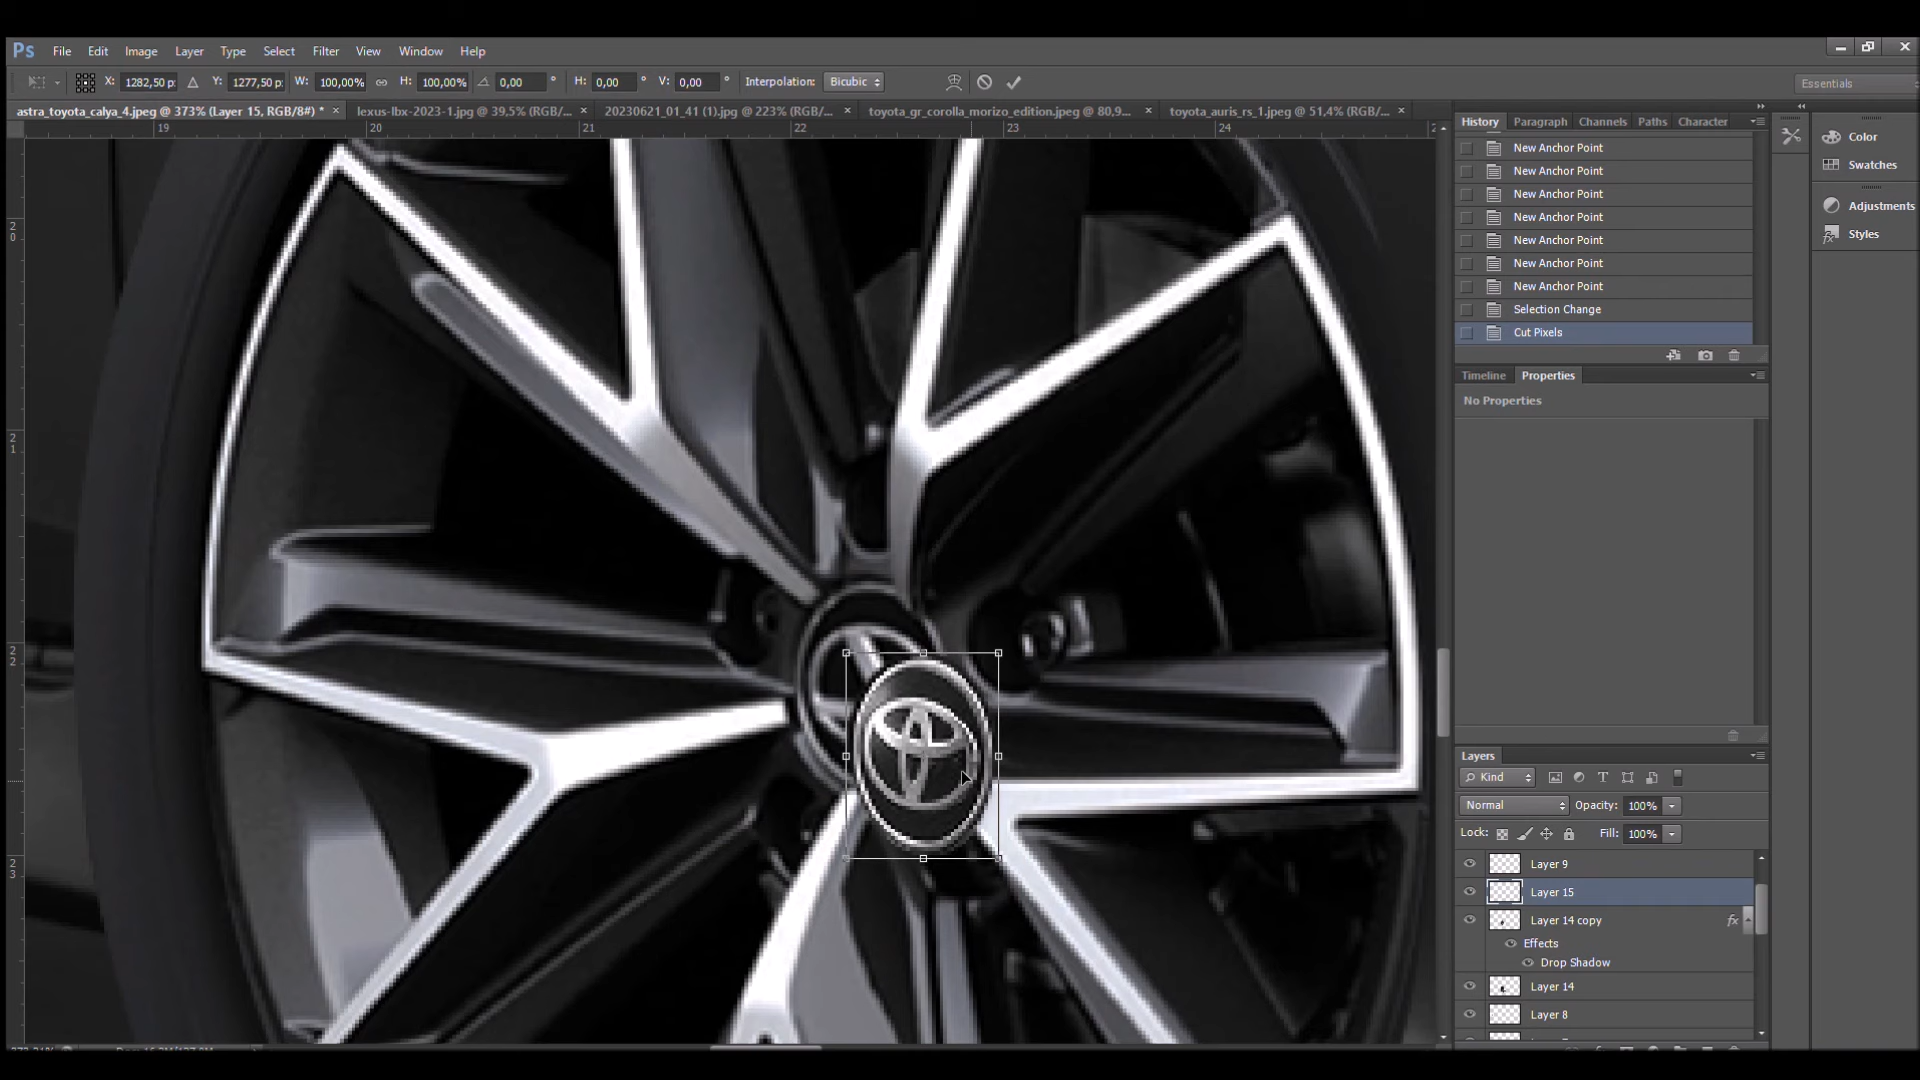 Ps File Edit Image Layer Type Select Filter View Window Help
X: 1282,50 p: Y: 1277,50 p: W: 100,00% H: 100,00% 0,00 ° H: 0,00 ° V: 0,00 ° Interpolation: Bicubic
Essentials
astra_toyota_calya_4.jpeg @ 373% (Layer 15, RGB/8#) * × lexus-lbx-2023-1.jpg @ 39,5% (RGB/... × 20230621_01_41 (1).jpg @ 223% (RGB/... × toyota_gr_corolla_morizo_edition.jpeg @ 80,9... × toyota_auris_rs_1.jpeg @ 51,4% (RGB/... ×
19 20 21 22 23 24
20
21
22
23
History Paragraph Channels Paths Character
New Anchor Point
New Anchor Point
New Anchor Point
New Anchor Point
New Anchor Point
New Anchor Point
New Anchor Point
Selection Change
Cut Pixels
Timeline Properties
No Properties
Color
Swatches
Adjustments
Styles
Layers
Kind
Normal Opacity: 100%
Lock: Fill: 100%
Layer 9
Layer 15
Layer 14 copy fx
Effects
Drop Shadow
Layer 14
Layer 8